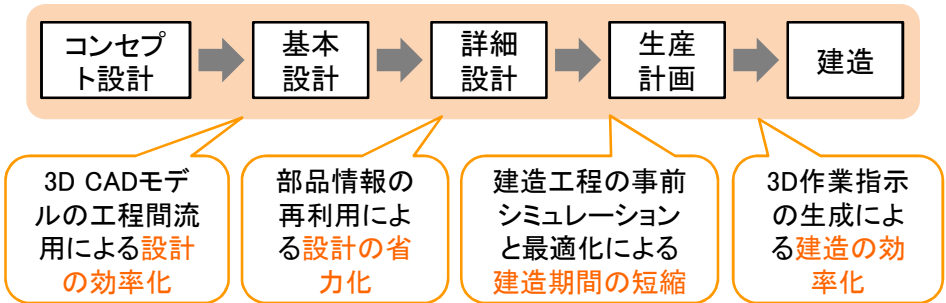 コンセプ
ト設計
基本
設計
詳細
設計
生産
計画
建造
3D CADモデ
ルの工程間流
用による設計
の効率化
部品情報の
再利用によ
る設計の省
力化
建造工程の事前
シミュレーション
と最適化による
建造期間の短縮
3D作業指示
の生成によ
る建造の効
率化